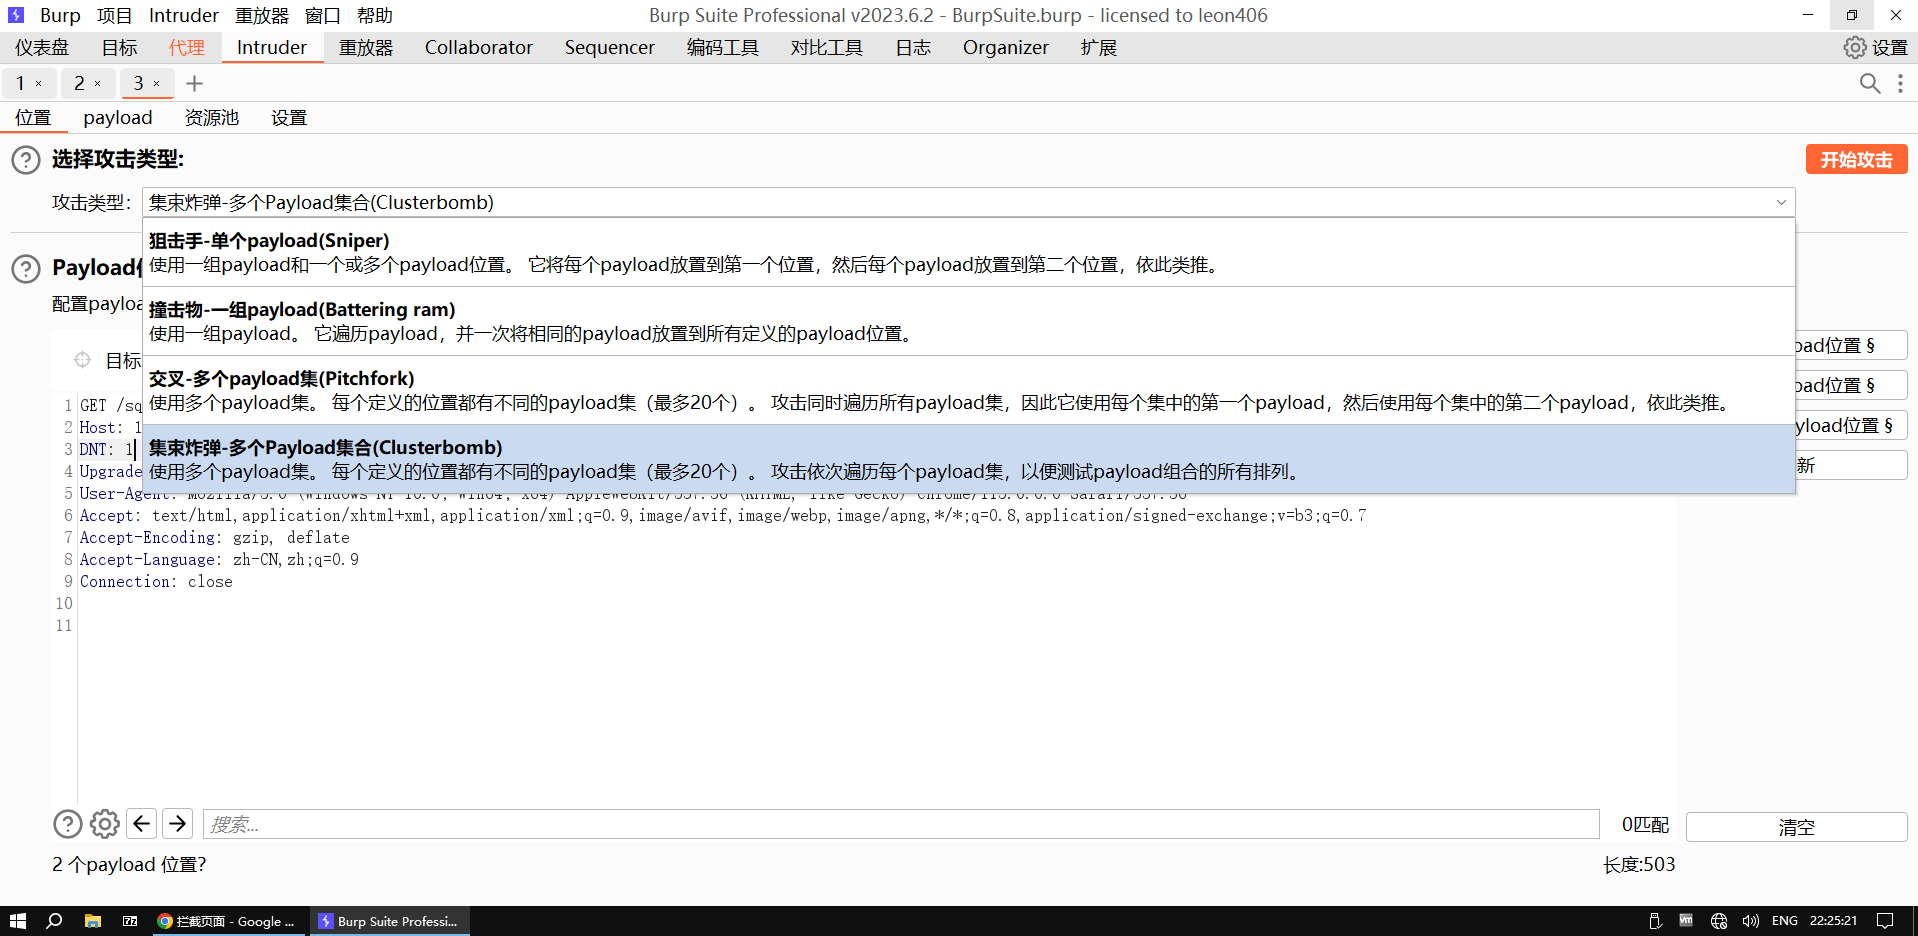 Burp 项目 Intruder 重放器 窗口 帮助
Burp Suite Professional v2023.6.2 - BurpSuite.burp - licensed to leon406
仪表盘 目标 代理 Intruder 重放器 Collaborator Sequencer 编码工具 对比工具 日志 Organizer 扩展 设置
1 × 2 × 3 × +
位置 payload 资源池 设置
选择攻击类型:
开始攻击
攻击类型: 集束炸弹-多个Payload集合(Clusterbomb)
狙击手-单个payload(Sniper)
使用一组payload和一个或多个payload位置。 它将每个payload放置到第一个位置，然后每个payload放置到第二个位置，依此类推。
Payload
撞击物-一组payload(Battering ram)
配置payloa
使用一组payload。 它遍历payload，并一次将相同的payload放置到所有定义的payload位置。
目标
oad位置 §
交叉-多个payload集(Pitchfork)
oad位置 §
1 GET /sq
使用多个payload集。 每个定义的位置都有不同的payload集（最多20个）。 攻击同时遍历所有payload集，因此它使用每个集中的第一个payload，然后使用每个集中的第二个payload，依此类推。
2 Host: l
yload位置 §
3 DNT: 1
集束炸弹-多个Payload集合(Clusterbomb)
4 Upgrade
使用多个payload集。 每个定义的位置都有不同的payload集（最多20个）。 攻击依次遍历每个payload集，以便测试payload组合的所有排列。
新
5 User-Agent: Mozilla/5.0 (Windows NT 10.0; Win64; x64) AppleWebKit/537.36 (KHTML, like Gecko) Chrome/115.0.0.0 Safari/537.36
6 Accept: text/html,application/xhtml+xml,application/xml;q=0.9,image/avif,image/webp,image/apng,*/*;q=0.8,application/signed-exchange;v=b3;q=0.7
7 Accept-Encoding: gzip, deflate
8 Accept-Language: zh-CN,zh;q=0.9
9 Connection: close
10
11
搜索...
0匹配
清空
2 个payload 位置?
长度:503
拦截页面 - Google ...
Burp Suite Professi...
ENG 22:25:21